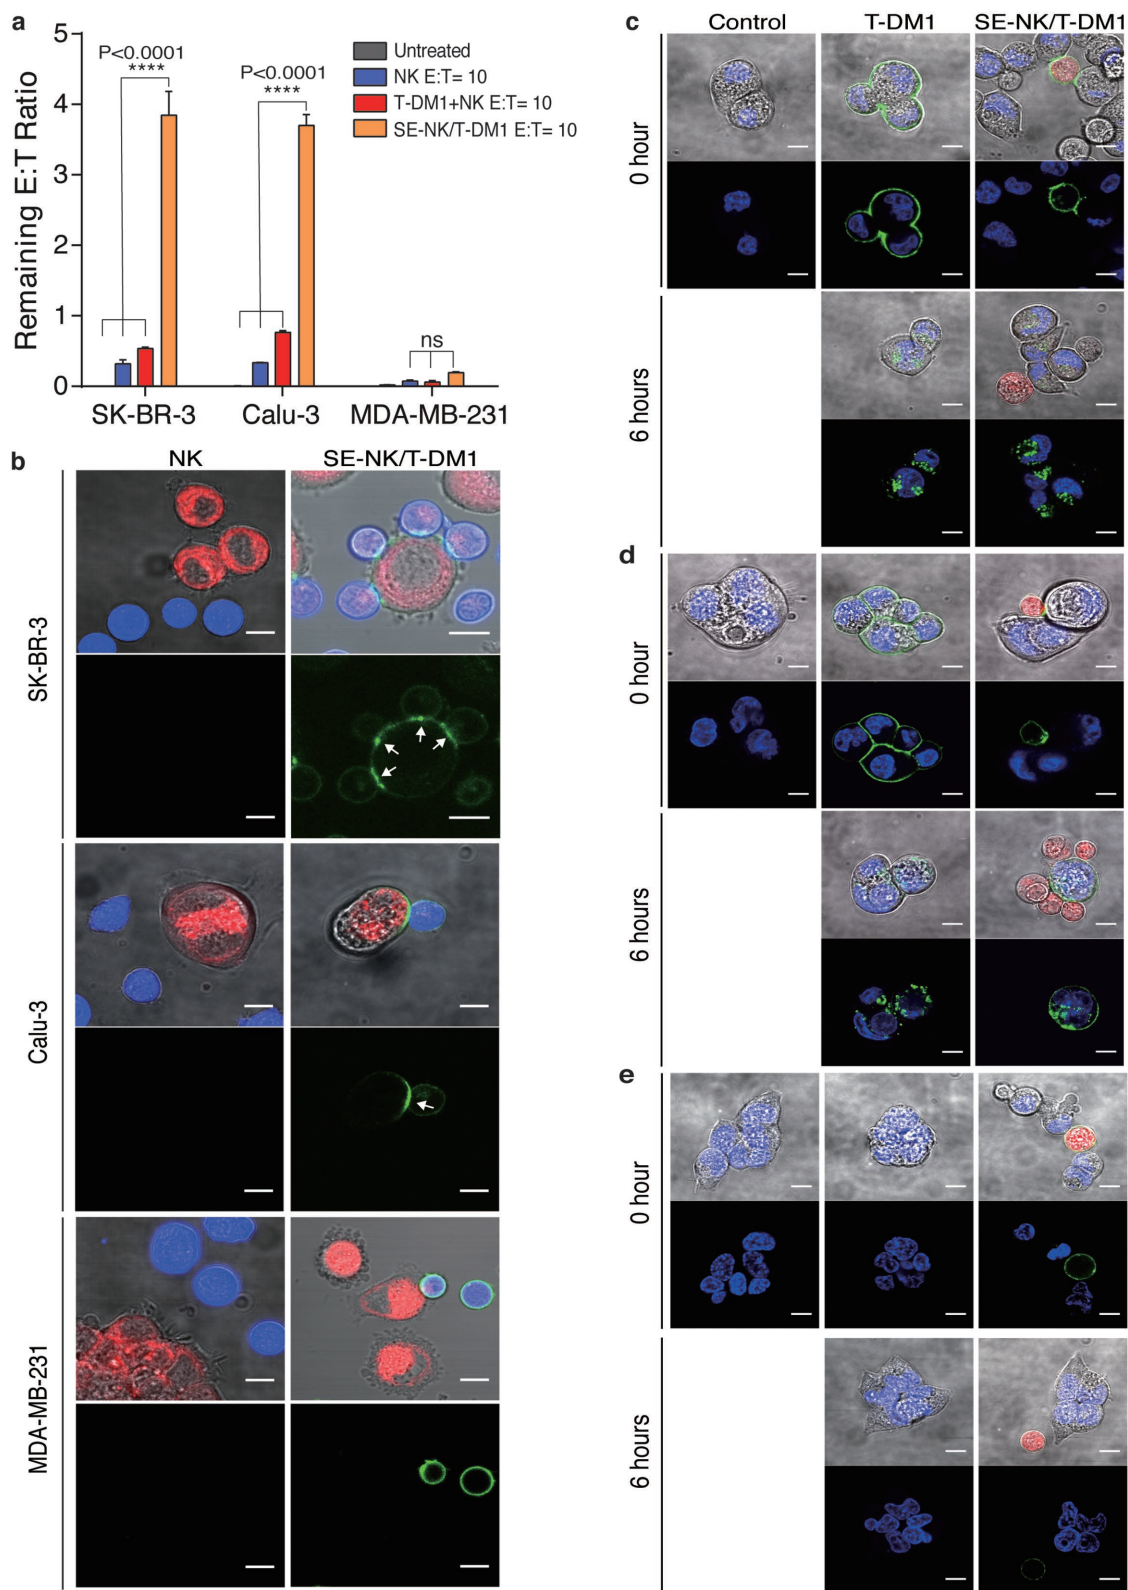 a
Remaining E:T Ratio
5
4
3
2
1
0
P<0.0001
****
P<0.0001
****
ns
Untreated
NK E:T= 10
T-DM1+NK E:T= 10
SE-NK/T-DM1 E:T= 10
SK-BR-3
Calu-3
MDA-MB-231
b
NK
SE-NK/T-DM1
SK-BR-3
Calu-3
MDA-MB-231
c
Control
T-DM1
SE-NK/T-DM1
0 hour
6 hours
d
0 hour
6 hours
e
0 hour
6 hours